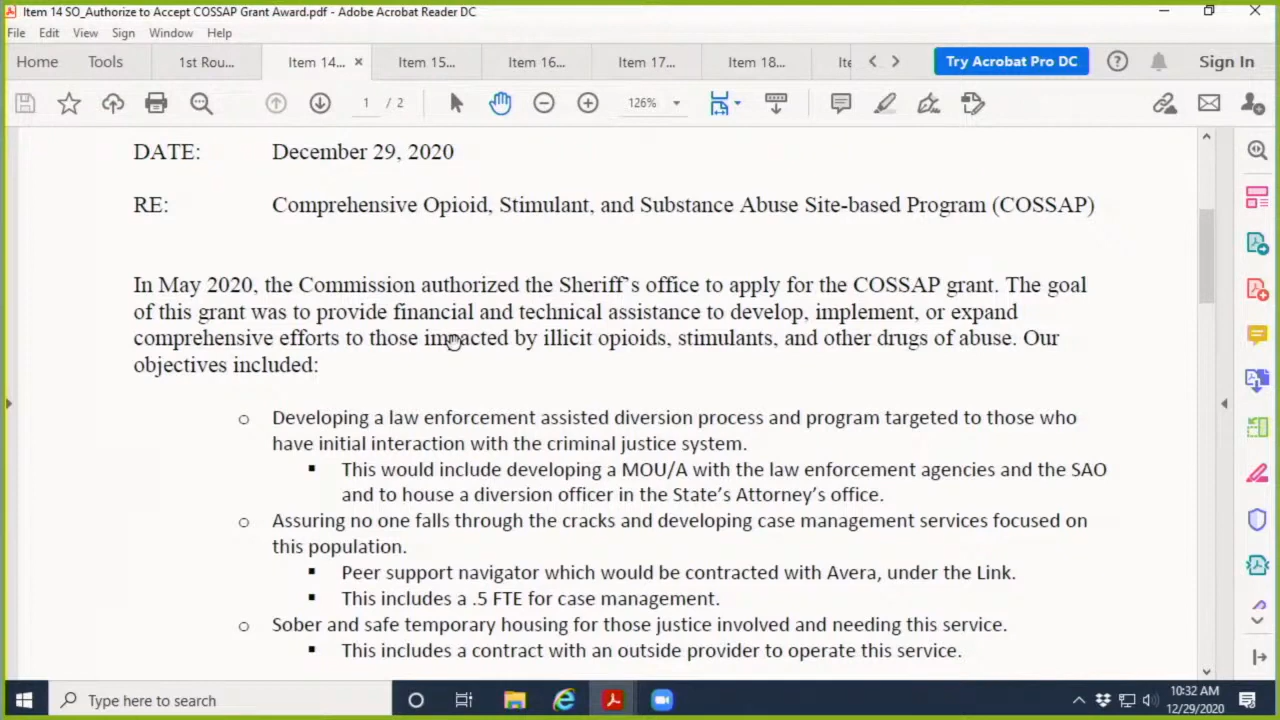 Item 14 SO_Authorize to Accept COSSAP Grant Award.pdf - Adobe Acrobat Reader DC
File Edit View Sign Window Help
Home Tools 1st Rou... Item 14... × Item 15... Item 16... Item 17... Item 18... Ite Try Acrobat Pro DC Sign In
1 / 2 126%
DATE: December 29, 2020
RE: Comprehensive Opioid, Stimulant, and Substance Abuse Site-based Program (COSSAP)
In May 2020, the Commission authorized the Sheriff's office to apply for the COSSAP grant. The goal
of this grant was to provide financial and technical assistance to develop, implement, or expand
comprehensive efforts to those impacted by illicit opioids, stimulants, and other drugs of abuse. Our
objectives included:
o Developing a law enforcement assisted diversion process and program targeted to those who
have initial interaction with the criminal justice system.
▪ This would include developing a MOU/A with the law enforcement agencies and the SAO
and to house a diversion officer in the State's Attorney's office.
o Assuring no one falls through the cracks and developing case management services focused on
this population.
▪ Peer support navigator which would be contracted with Avera, under the Link.
▪ This includes a .5 FTE for case management.
o Sober and safe temporary housing for those justice involved and needing this service.
▪ This includes a contract with an outside provider to operate this service.
Type here to search
10:32 AM
12/29/2020